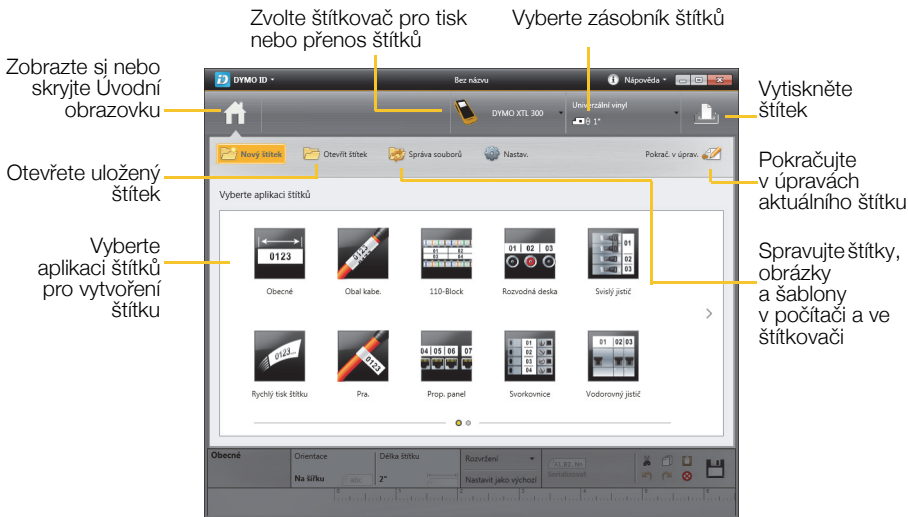 Zvolte štítkovač pro tisk
nebo přenos štítků
Vyberte zásobník štítků
Zobrazte si nebo
skryjte Úvodní
obrazovku
Vytiskněte
štítek
Otevřete uložený
štítek
Pokračujte
v úpravách
aktuálního štítku
Vyberte
aplikaci štítků
pro vytvoření
štítku
Spravujte štítky,
obrázky
a šablony
v počítači a ve
štítkovači
DYMO ID
Bez názvu
Nápověda
DYMO XTL 300
Univerzální vinyl
1"
Nový štítek
Otevřít štítek
Správa souborů
Nastav.
Pokrač. v úprav.
Vyberte aplikaci štítků
0123
0123
01 02 03
01
02
03
Obecné
Obal kabe.
110-Block
Rozvodná deska
Svislý jistič
0123...
0123
04 05 06 07
01
02
03
04
01 02 03
Rychlý tisk štítku
Pra.
Prop. panel
Svorkovnice
Vodorovný jistič
Obecné
Orientace
Na šířku
abc
Délka štítku
2"
Rozvržení
Nastavit jako výchozí
Serializovat